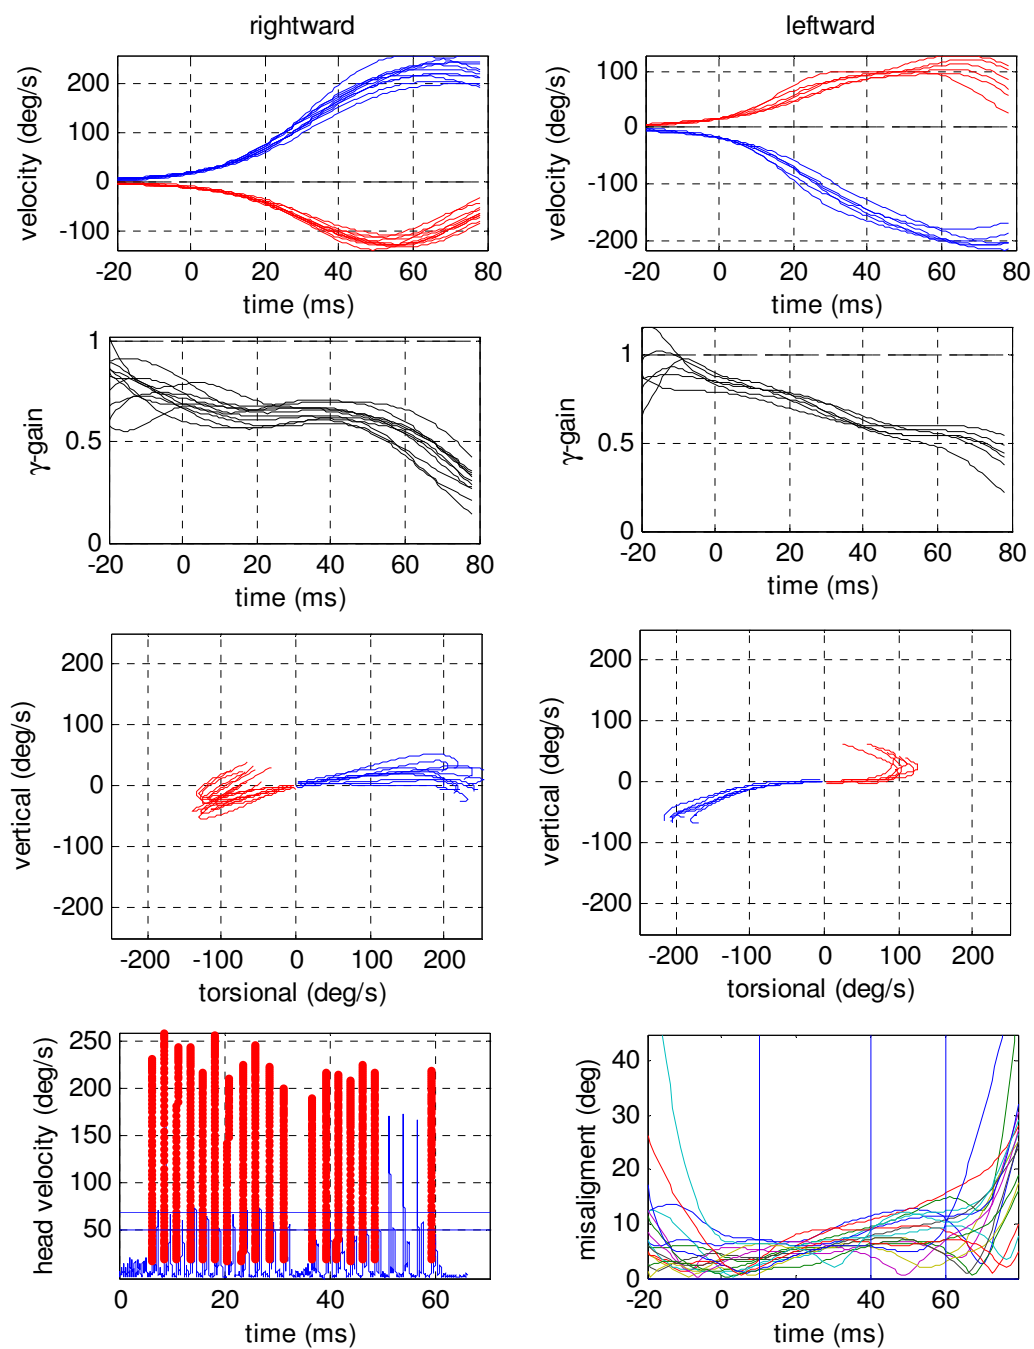 rightward
leftward
velocity (deg/s)
200
100
0
-100
-20 0 20 40 60 80
time (ms)
velocity (deg/s)
100
0
-100
-200
-20 0 20 40 60 80
time (ms)
γ-gain
1
0.5
0
-20 0 20 40 60 80
time (ms)
γ-gain
1
0.5
0
-20 0 20 40 60 80
time (ms)
vertical (deg/s)
200
100
0
-100
-200
-200 -100 0 100 200
torsional (deg/s)
vertical (deg/s)
200
100
0
-100
-200
-200 -100 0 100 200
torsional (deg/s)
head velocity (deg/s)
250
200
150
100
50
0 20 40 60
time (ms)
misaligment (deg)
40
30
20
10
0
-20 0 20 40 60
time (ms)